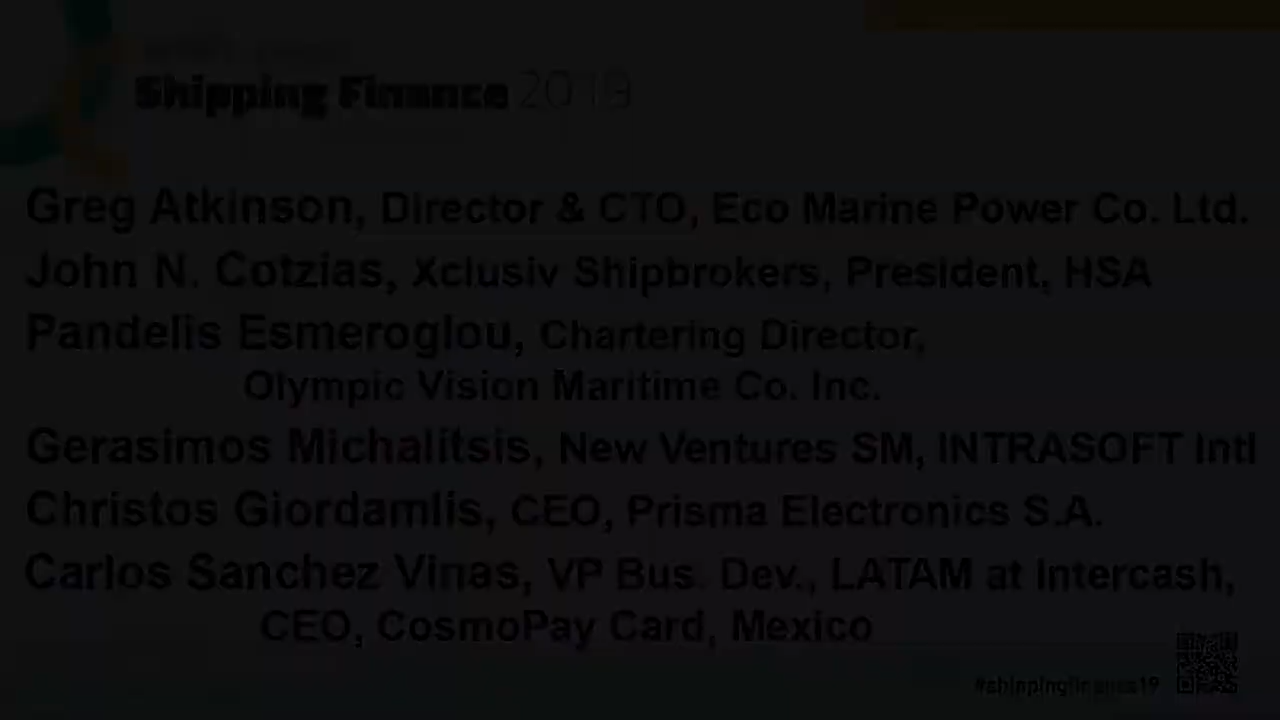 Shipping Finance 2019
Greg Atkinson, Director & CTO, Eco Marine Power Co. Ltd.
John N. Cotzias, Xclusiv Shipbrokers, President, HSA
Pandelis Esmeroglou, Chartering Director,
Olympic Vision Maritime Co. Inc.
Gerasimos Michalitsis, New Ventures SM, INTRASOFT Intl
Christos Giordamlis, CEO, Prisma Electronics S.A.
Carlos Sanchez Vinas, VP Bus. Dev., LATAM at Intercash,
CEO, CosmoPay Card, Mexico
#shippingfinance19